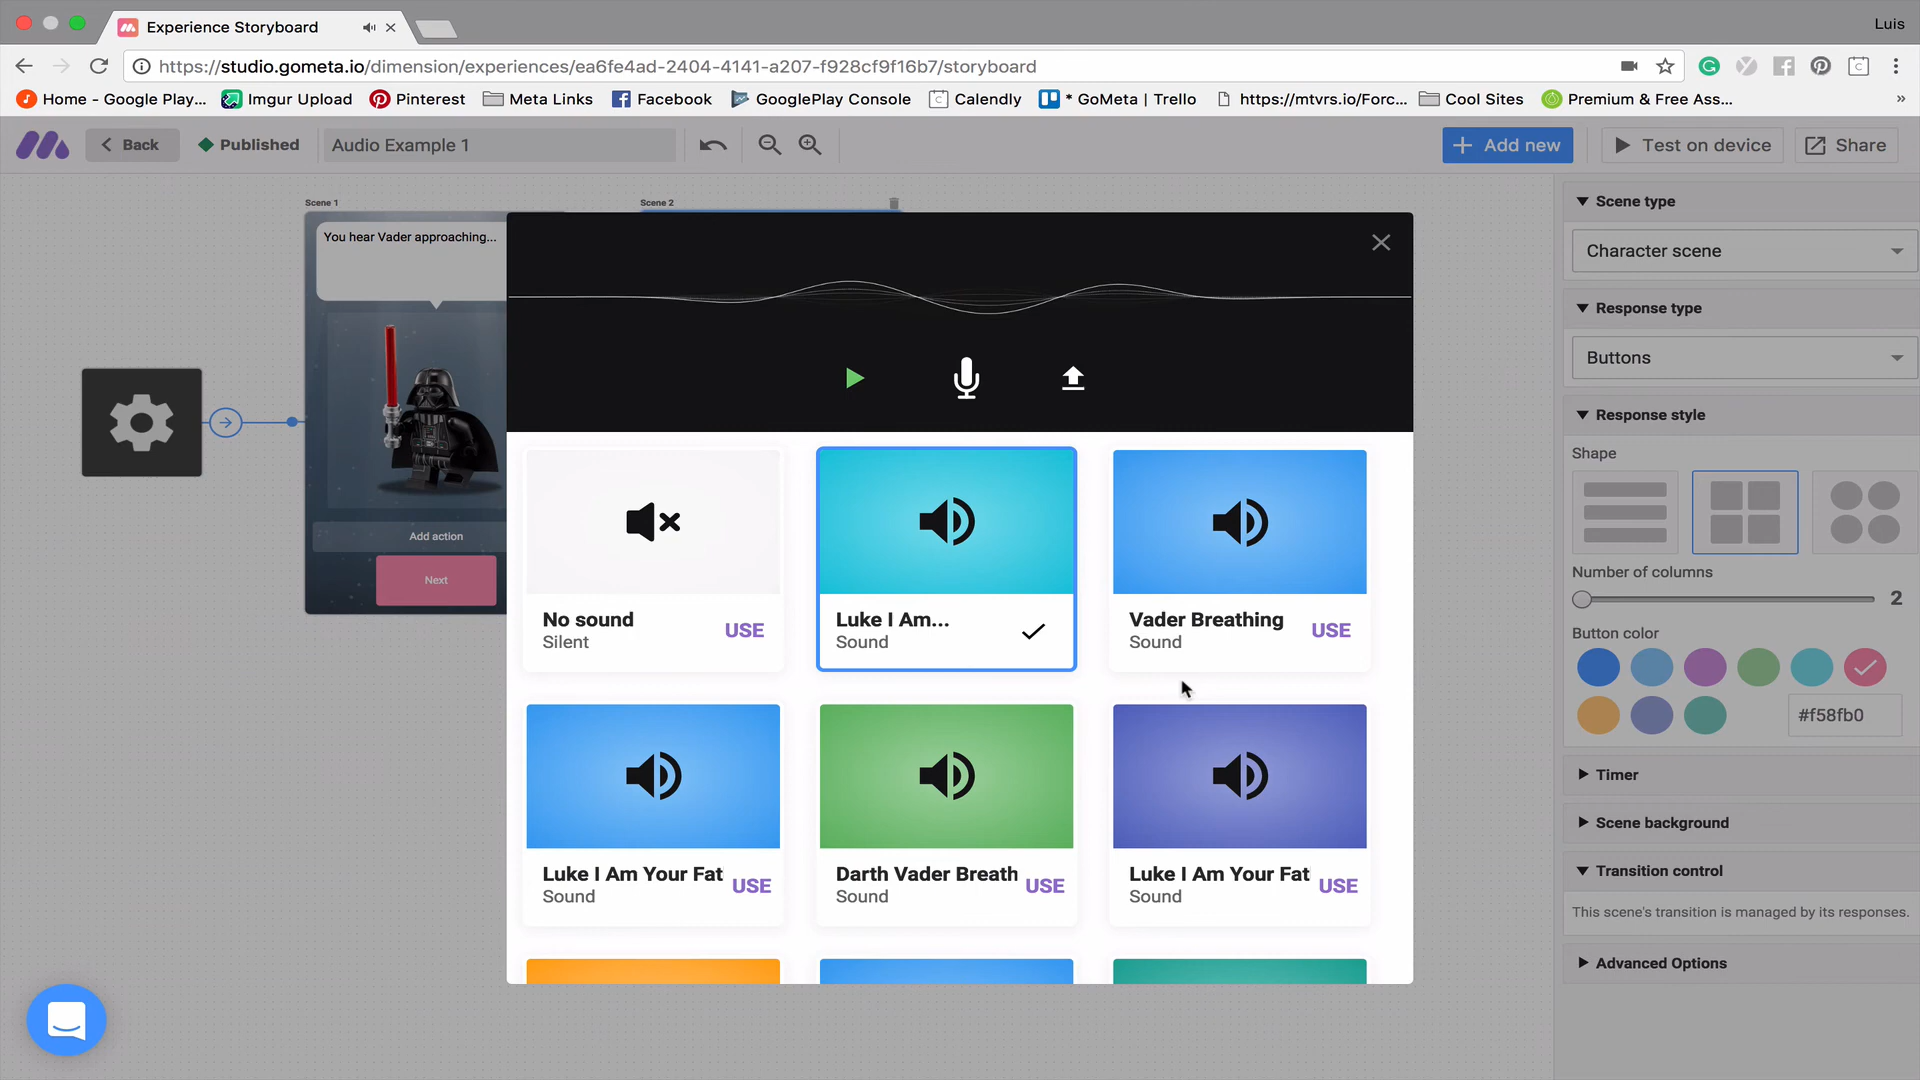 Experience Storyboard
Luis
https://studio.gometa.io/dimension/experiences/ea6fe4ad-2404-4141-a207-f928cf9f16b7/storyboard
Home - Google Play...
Imgur Upload
Pinterest
Meta Links
Facebook
GooglePlay Console
Calendly
* GoMeta | Trello
https://mtvrs.io/Forc...
Cool Sites
Premium & Free Ass...
»
Back
Published
Audio Example 1
Add new
Test on device
Share
Scene 1
Scene 2
You hear Vader approaching...
Add action
Next
No sound
Silent
USE
Luke I Am...
Sound
Vader Breathing
Sound
USE
Luke I Am Your Fat
Sound
USE
Darth Vader Breath
Sound
USE
Luke I Am Your Fat
Sound
USE
Scene type
Character scene
Response type
Buttons
Response style
Shape
Number of columns
2
Button color
#f58fb0
Timer
Scene background
Transition control
This scene's transition is managed by its responses.
Advanced Options